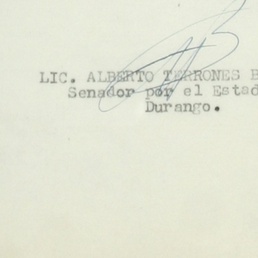 LIC. ALBERTO TERRONES B
Senador por el Estad
Durango.